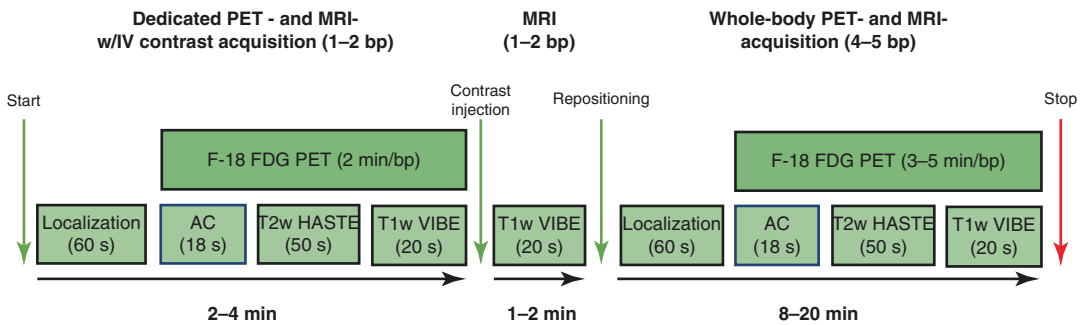 Dedicated PET - and MRI-
w/IV contrast acquisition (1–2 bp)
MRI
(1–2 bp)
Whole-body PET- and MRI-
acquisition (4–5 bp)
Start
Contrast
injection
Repositioning
Stop
F-18 FDG PET (2 min/bp)
F-18 FDG PET (3–5 min/bp)
Localization
(60 s)
AC
(18 s)
T2w HASTE
(50 s)
T1w VIBE
(20 s)
T1w VIBE
(20 s)
Localization
(60 s)
AC
(18 s)
T2w HASTE
(50 s)
T1w VIBE
(20 s)
2–4 min
1–2 min
8–20 min